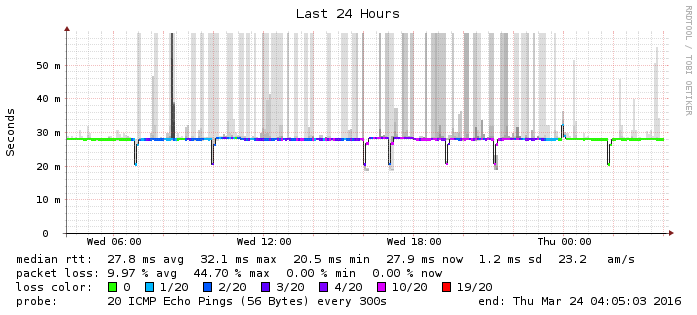 Last 24 Hours
RRDTOOL / TOBI OETIKER
Seconds
50 m
40 m
30 m
20 m
10 m
0
Wed 06:00 Wed 12:00 Wed 18:00 Thu 00:00
median rtt: 27.8 ms avg 32.1 ms max 20.5 ms min 27.9 ms now 1.2 ms sd 23.2 am/s
packet loss: 9.97 % avg 44.70 % max 0.00 % min 0.00 % now
loss color: 0 1/20 2/20 3/20 4/20 10/20 19/20
probe: 20 ICMP Echo Pings (56 Bytes) every 300s end: Thu Mar 24 04:05:03 2016